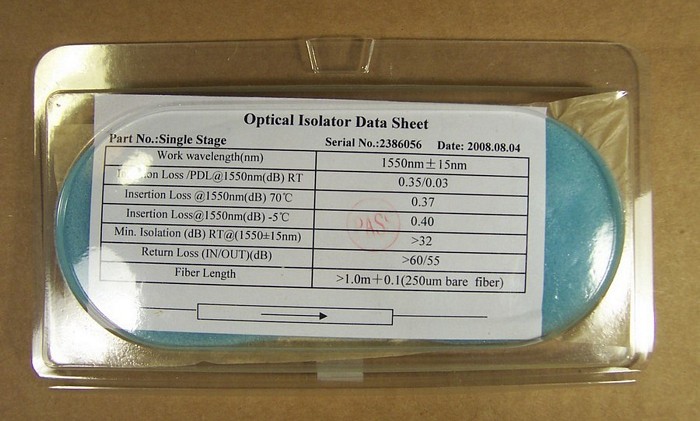 Optical Isolator Data Sheet
Part No.:Single Stage Serial No.:2386056 Date: 2008.08.04
Work wavelength(nm) 1550nm±15nm
Insertion Loss /PDL@1550nm(dB) RT 0.35/0.03
Insertion Loss @1550nm(dB) 70℃ 0.37
Insertion Loss@1550nm(dB) -5℃ 0.40
Min. Isolation (dB) RT@(1550±15nm) >32
Return Loss (IN/OUT)(dB) >60/55
Fiber Length >1.0m+0.1(250um bare fiber)
PASS